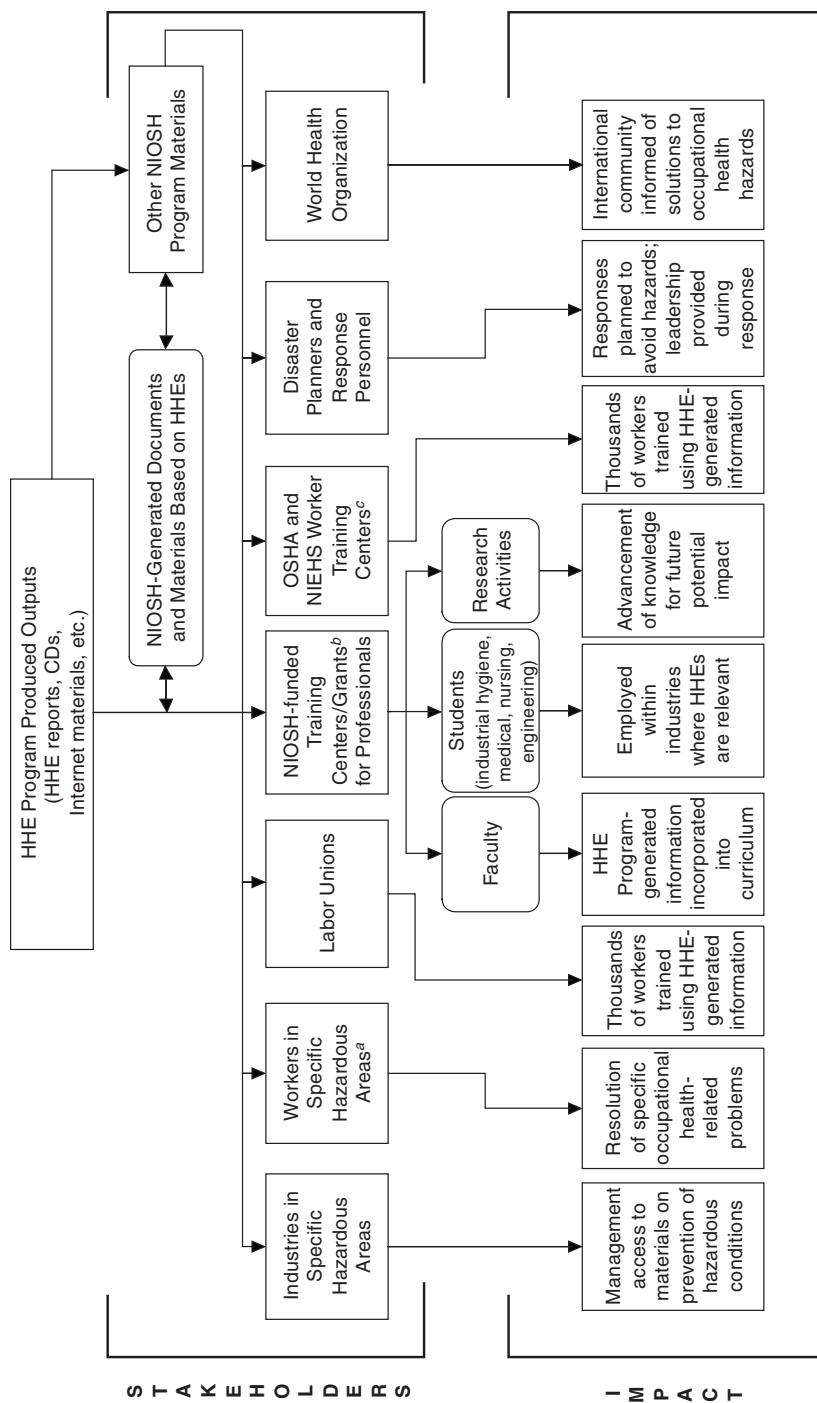 HHE Program Produced Outputs
(HHE reports, CDs,
Internet materials, etc.)
NIOSH-Generated Documents
and Materials Based on HHEs
Other NIOSH
Program Materials
STAKEHOLDERS
Industries in
Specific
Hazardous
Areas
Workers in
Specific
Hazardous
Areasᵃ
Labor Unions
NIOSH-funded
Training
Centers/Grantsᵇ
for Professionals
OSHA and
NIEHS Worker
Training
Centersᶜ
Disaster
Planners and
Response
Personnel
World Health
Organization
Faculty
Students
(industrial hygiene,
medical, nursing,
engineering)
Research
Activities
IMPACT
Management
access to
materials on
prevention of
hazardous
conditions
Resolution
of specific
occupational
health-
related
problems
Thousands
of workers
trained
using HHE-
generated
information
HHE
Program-
generated
information
incorporated
into
curriculum
Employed
within
industries
where HHEs
are relevant
Advancement
of knowledge
for future
potential
impact
Thousands
of workers
trained
using HHE-
generated
information
Responses
planned to
avoid hazards;
leadership
provided
during
response
International
community
informed of
solutions to
occupational
health
hazards